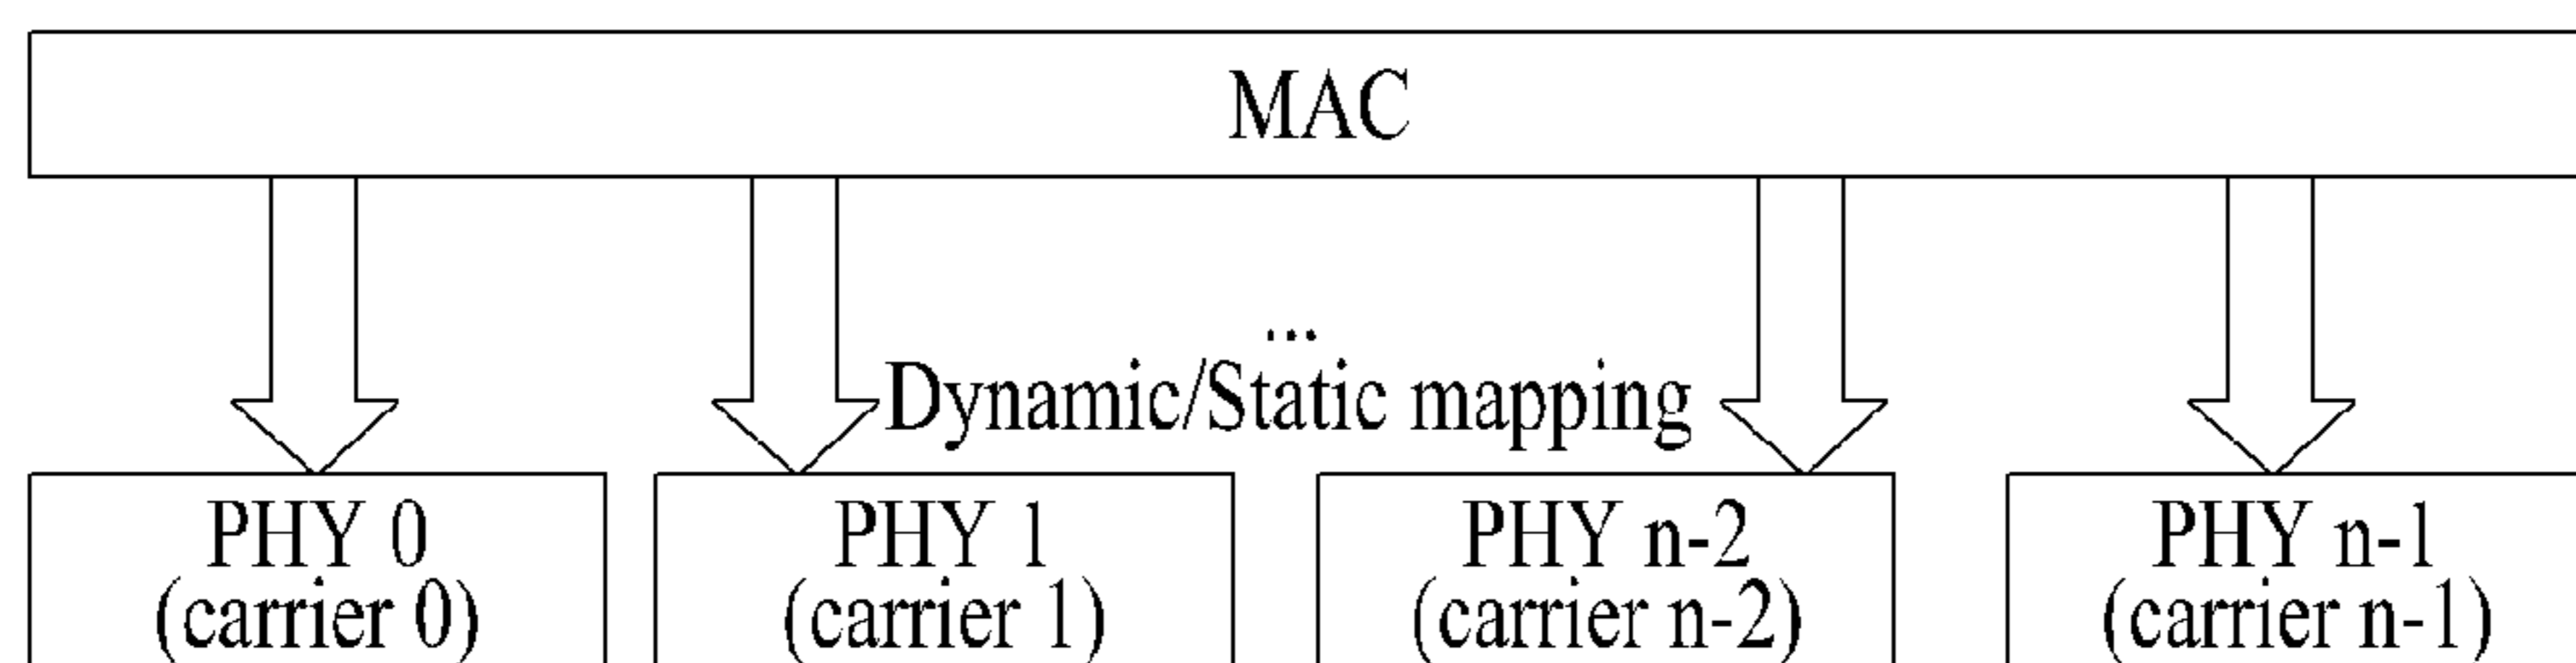 MAC
...
Dynamic/Static mapping
PHY 0
(carrier 0)
PHY 1
(carrier 1)
PHY n-2
(carrier n-2)
PHY n-1
(carrier n-1)